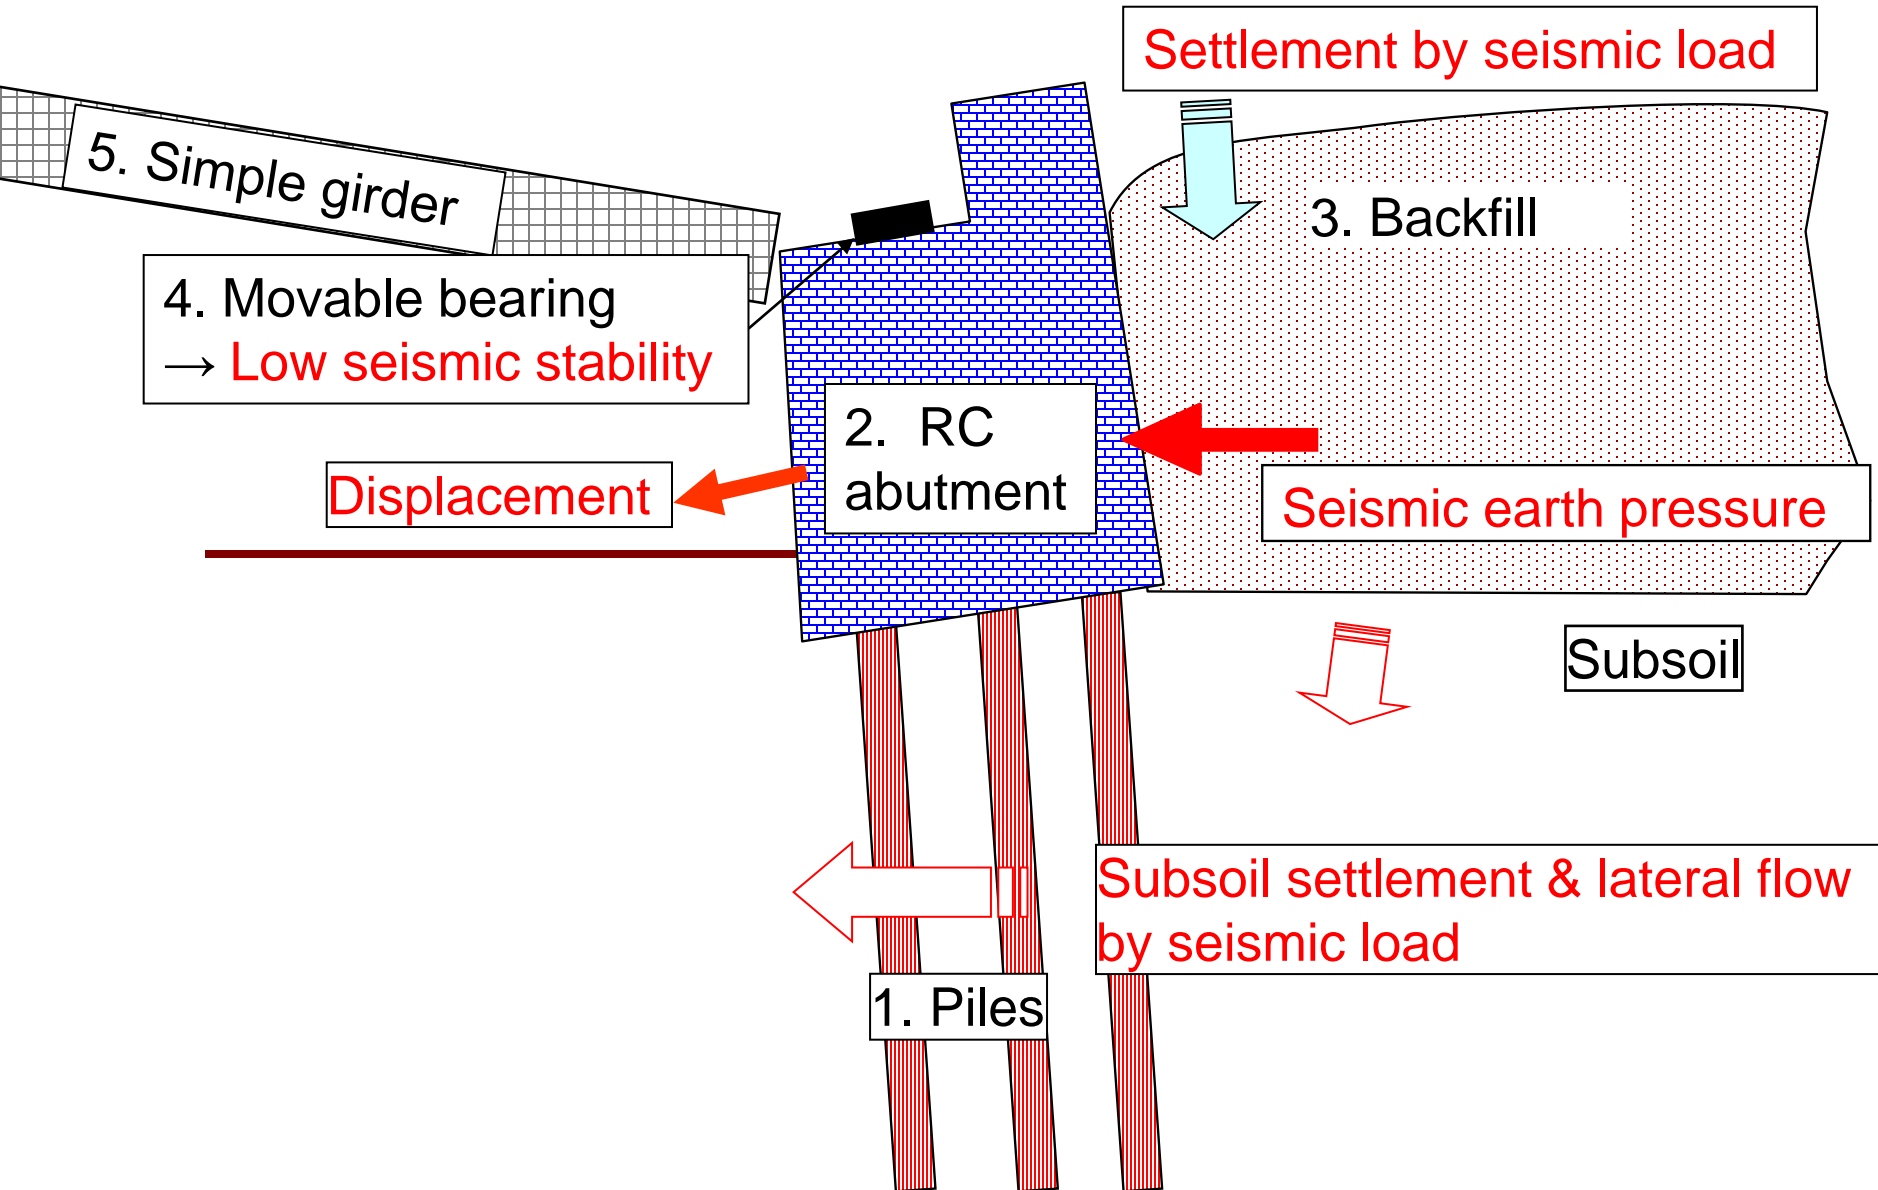 Settlement by seismic load
5. Simple girder
3. Backfill
4. Movable bearing
→ Low seismic stability
2. RC
abutment
Displacement
Seismic earth pressure
Subsoil
Subsoil settlement & lateral flow
by seismic load
1. Piles